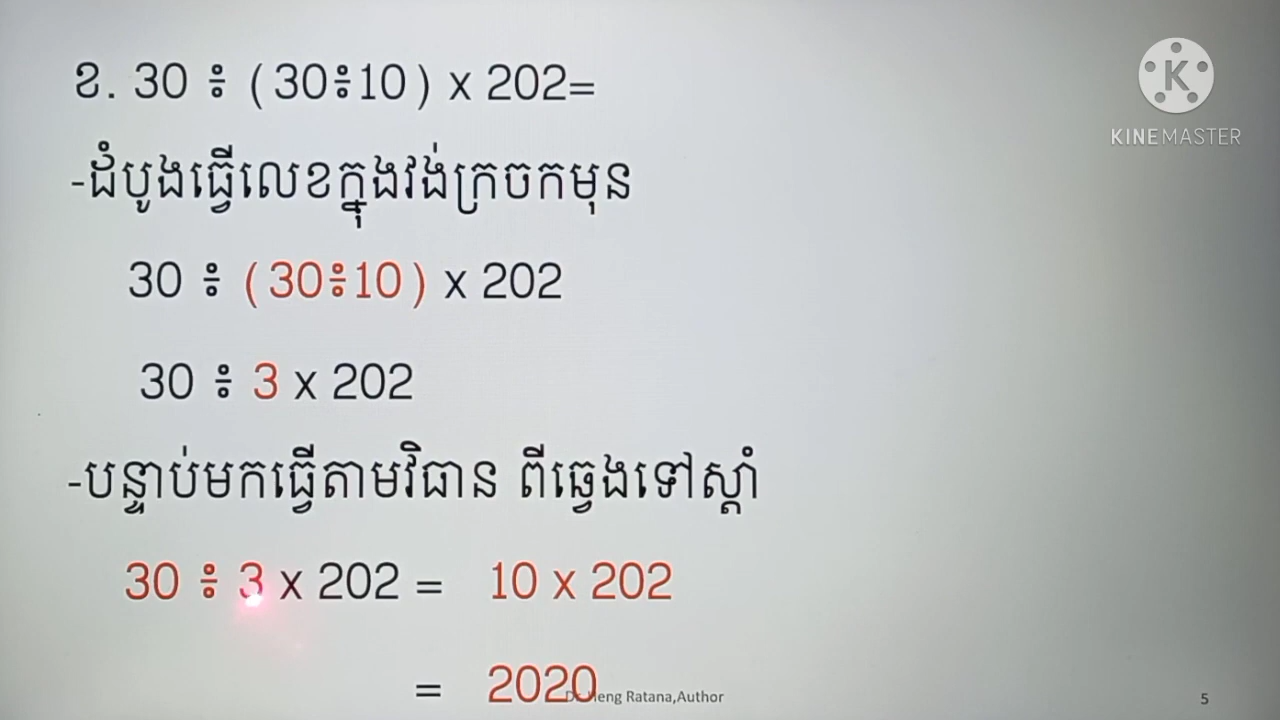 ខ. 30 ÷ (30÷10) x 202=
KINEMASTER
-ដំបូងធ្វើលេខក្នុងវង់ក្រចកមុន
30 ÷ (30÷10) x 202
30 ÷ 3 x 202
-បន្ទាប់មកធ្វើតាមវិធាន ពីឆ្វេងទៅស្តាំ
30 ÷ 3 x 202 = 10 x 202
= 2020
Ratana,Author
5